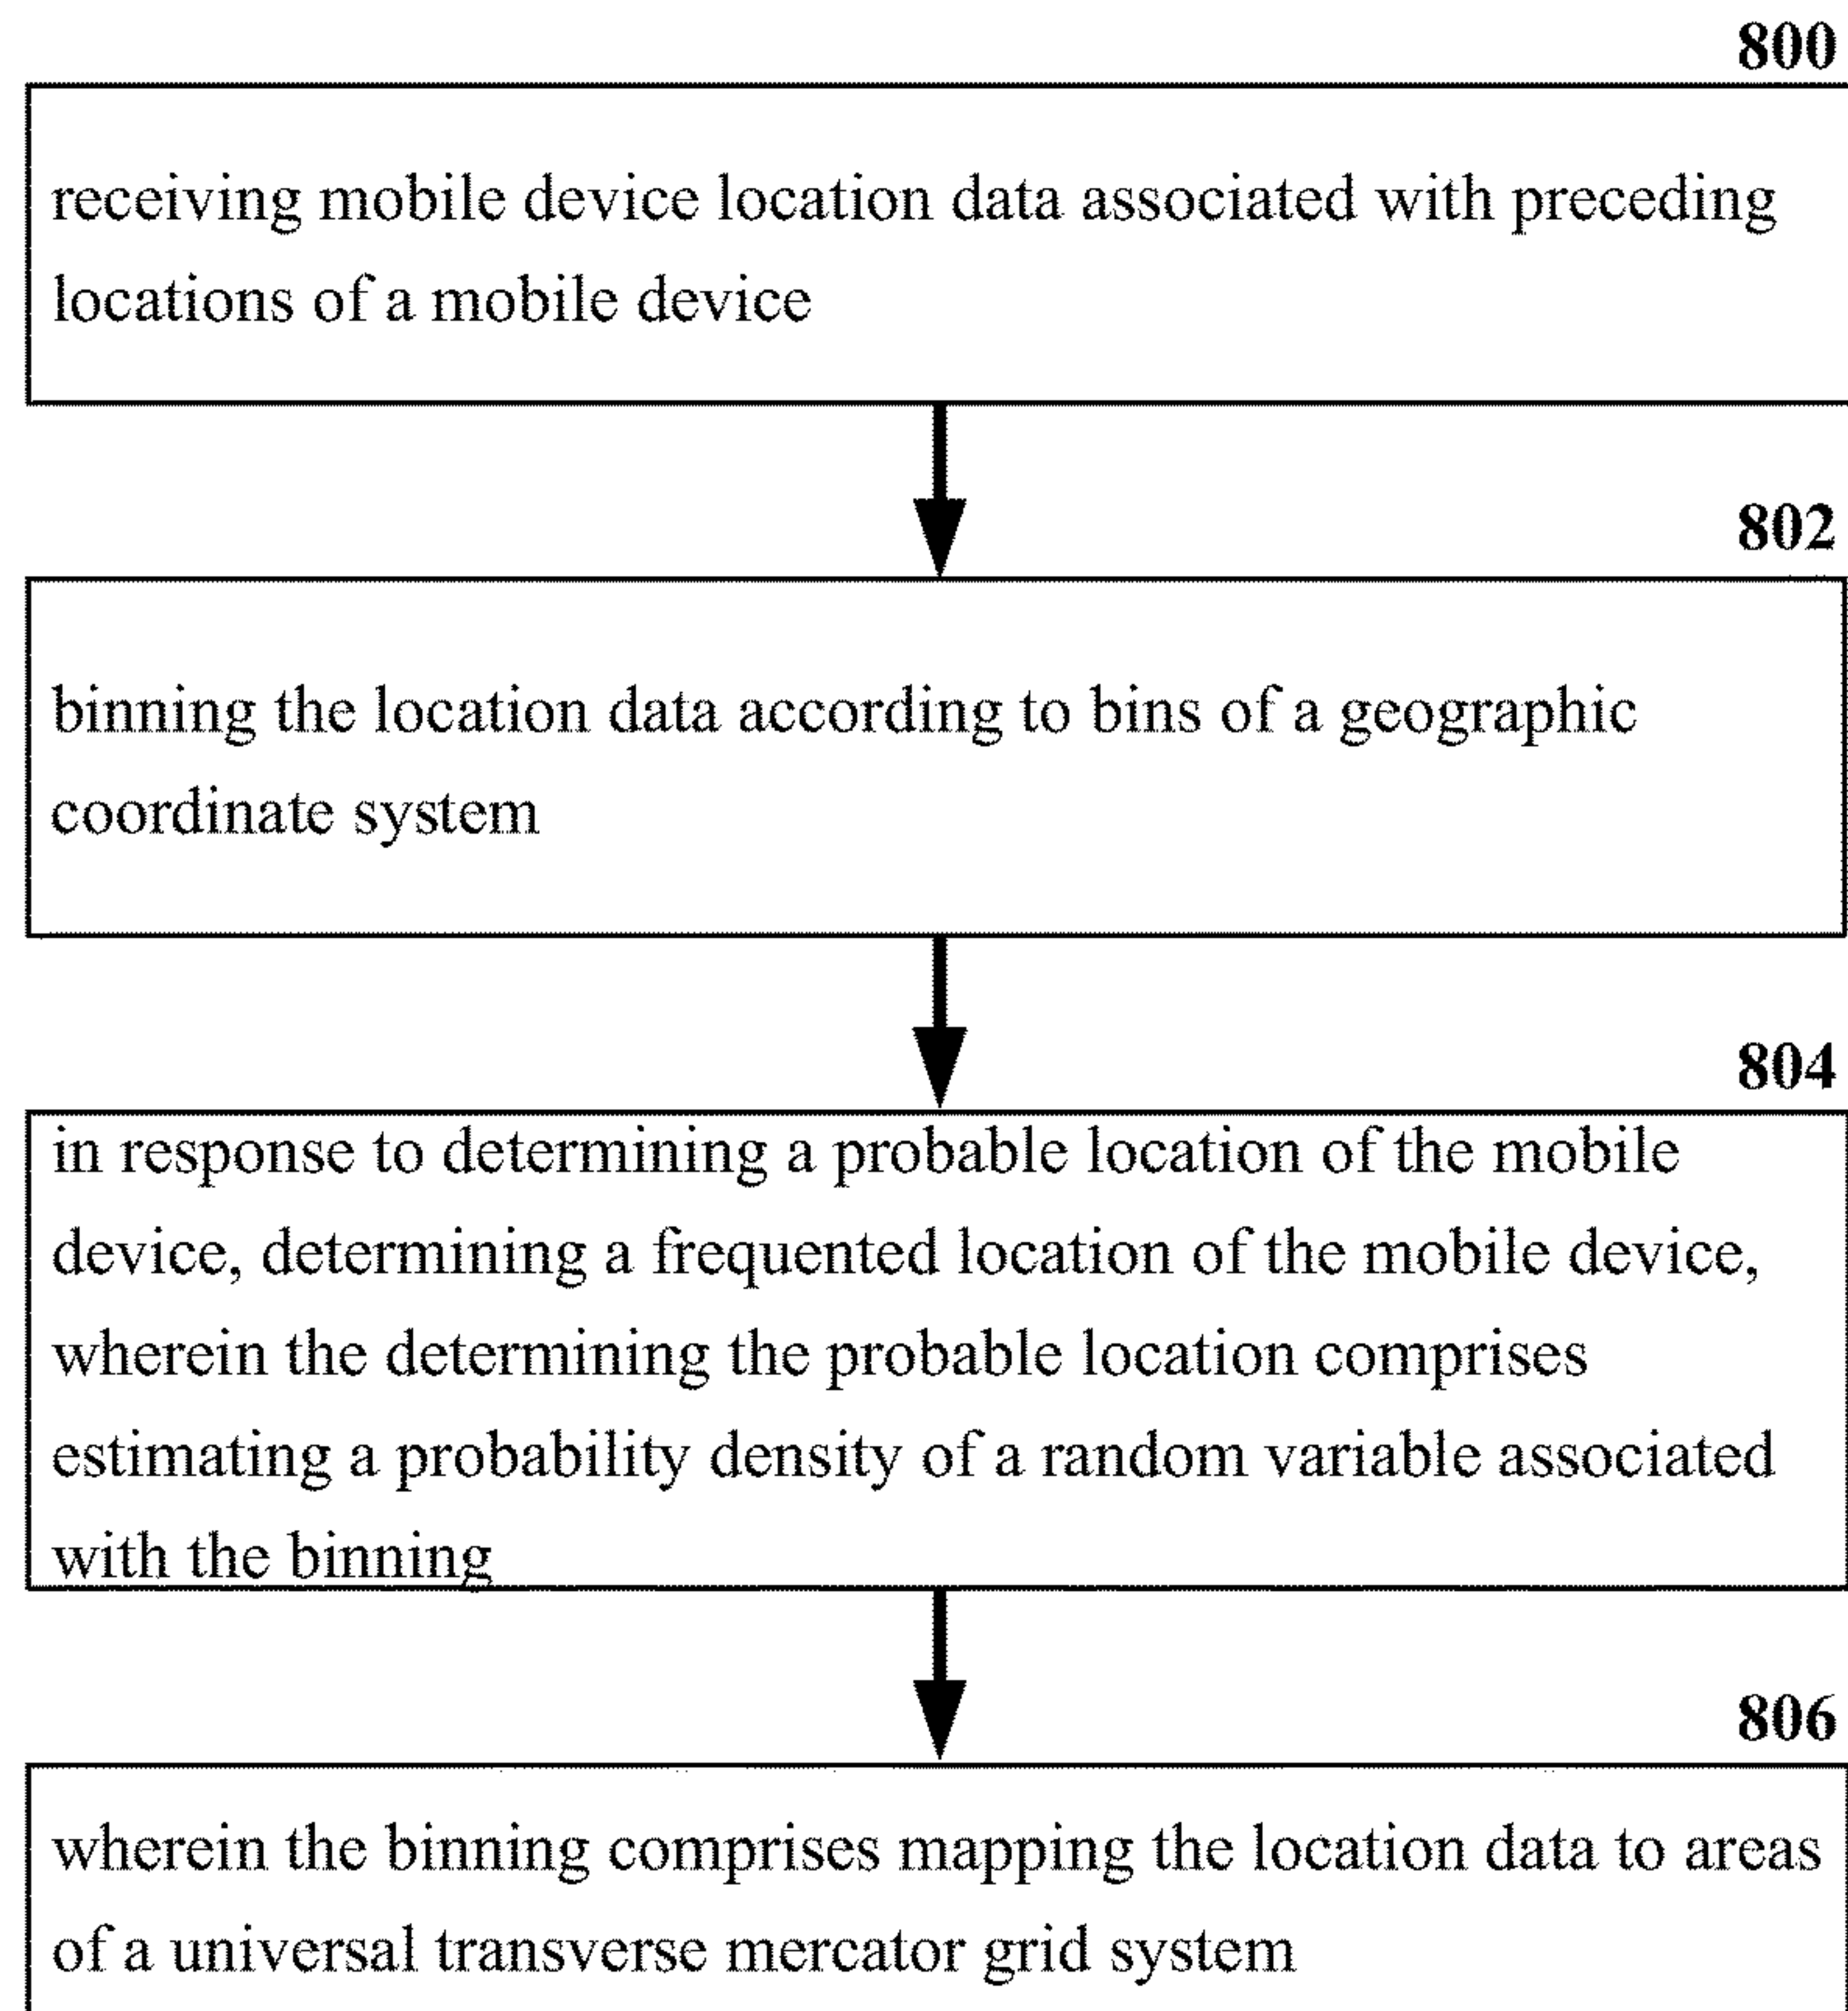 800
receiving mobile device location data associated with preceding
locations of a mobile device
802
binning the location data according to bins of a geographic
coordinate system
804
in response to determining a probable location of the mobile
device, determining a frequented location of the mobile device,
wherein the determining the probable location comprises
estimating a probability density of a random variable associated
with the binning
806
wherein the binning comprises mapping the location data to areas
of a universal transverse mercator grid system